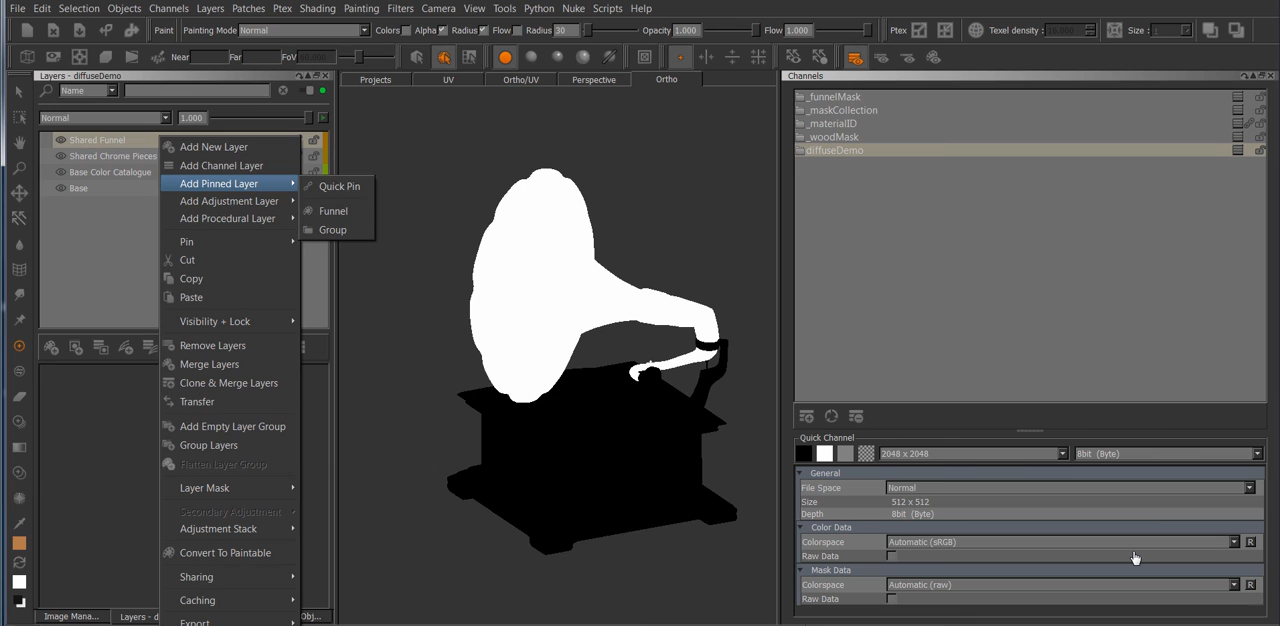 File Edit Selection Objects Channels Layers Patches Ptex Shading Painting Filters Camera View Tools Python Nuke Scripts Help
Paint Painting Mode Normal Colors Alpha Radius Flow Radius 30 Opacity 1.000 Flow 1.000 Ptex Texel density: Size:
Near Far FoV
Layers - diffuseDemo
Name
Normal 1.000
Shared Funnel
Shared Chrome Pieces
Base Color Catalogue
Base
Add New Layer
Add Channel Layer
Add Pinned Layer
Add Adjustment Layer
Add Procedural Layer
Pin
Cut
Copy
Paste
Visibility + Lock
Remove Layers
Merge Layers
Clone & Merge Layers
Transfer
Add Empty Layer Group
Group Layers
Flatten Layer Group
Layer Mask
Secondary Adjustment
Adjustment Stack
Convert To Paintable
Sharing
Caching
Export
Quick Pin
Funnel
Group
Image Mana...
Layers - d
Obj...
Projects UV Ortho/UV Perspective Ortho
Channels
_funnelMask
_maskCollection
_materialID
_woodMask
diffuseDemo
Quick Channel
2048 x 2048 8bit (Byte)
General
File Space Normal
Size 512 x 512
Depth 8bit (Byte)
Color Data
Colorspace Automatic (sRGB) R
Raw Data
Mask Data
Colorspace Automatic (raw) R
Raw Data